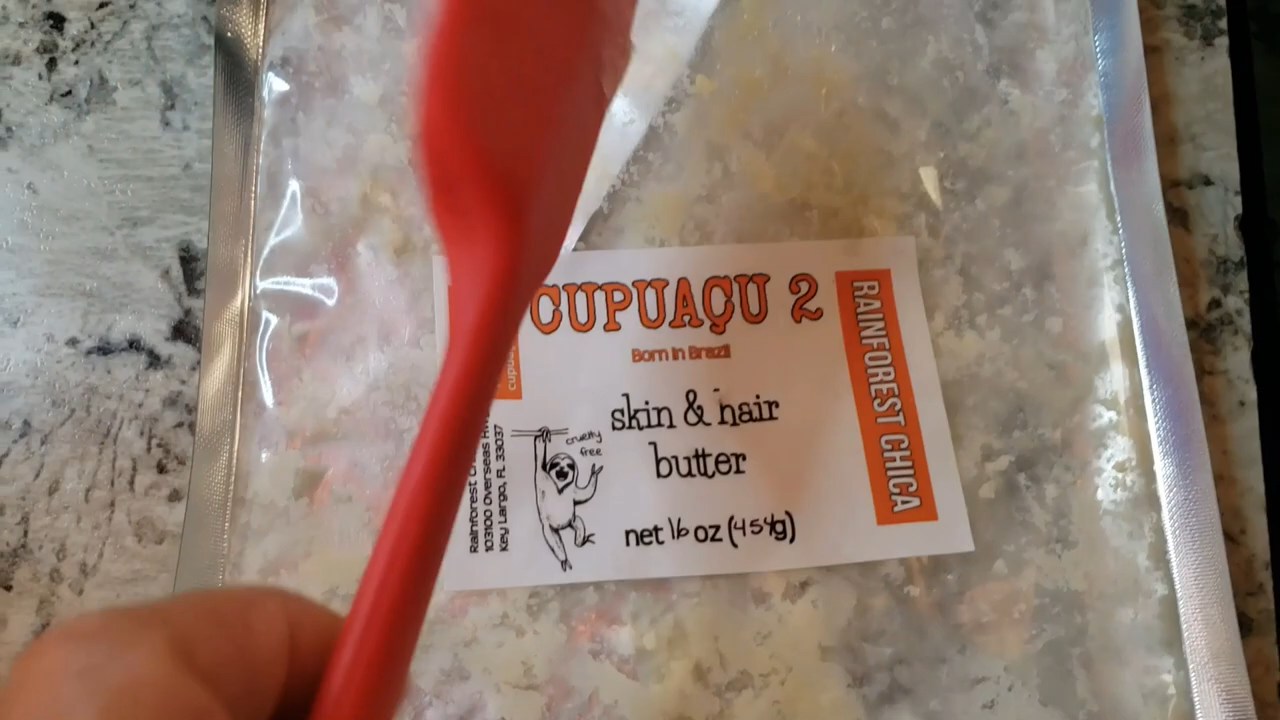 CUPUAÇU 2
Born in Brazil
skin & hair
butter
cruelty
free
net 16 oz (454g)
RAINFOREST CHICA
Rainforest
103100 Overseas
Key Largo, FL 33037